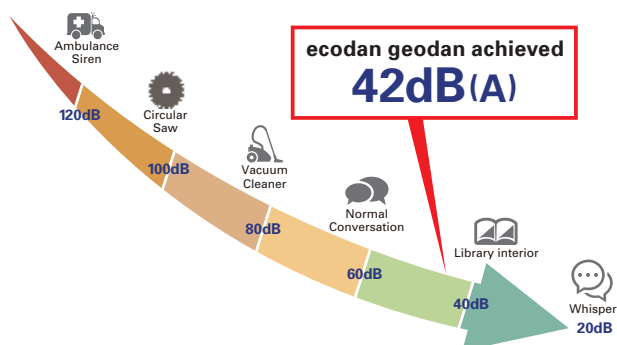 Ambulance
Siren
120dB
Circular
Saw
100dB
Vacuum
Cleaner
80dB
Normal
Conversation
60dB
ecodan geodan achieved
42dB(A)
Library interior
40dB
Whisper
20dB